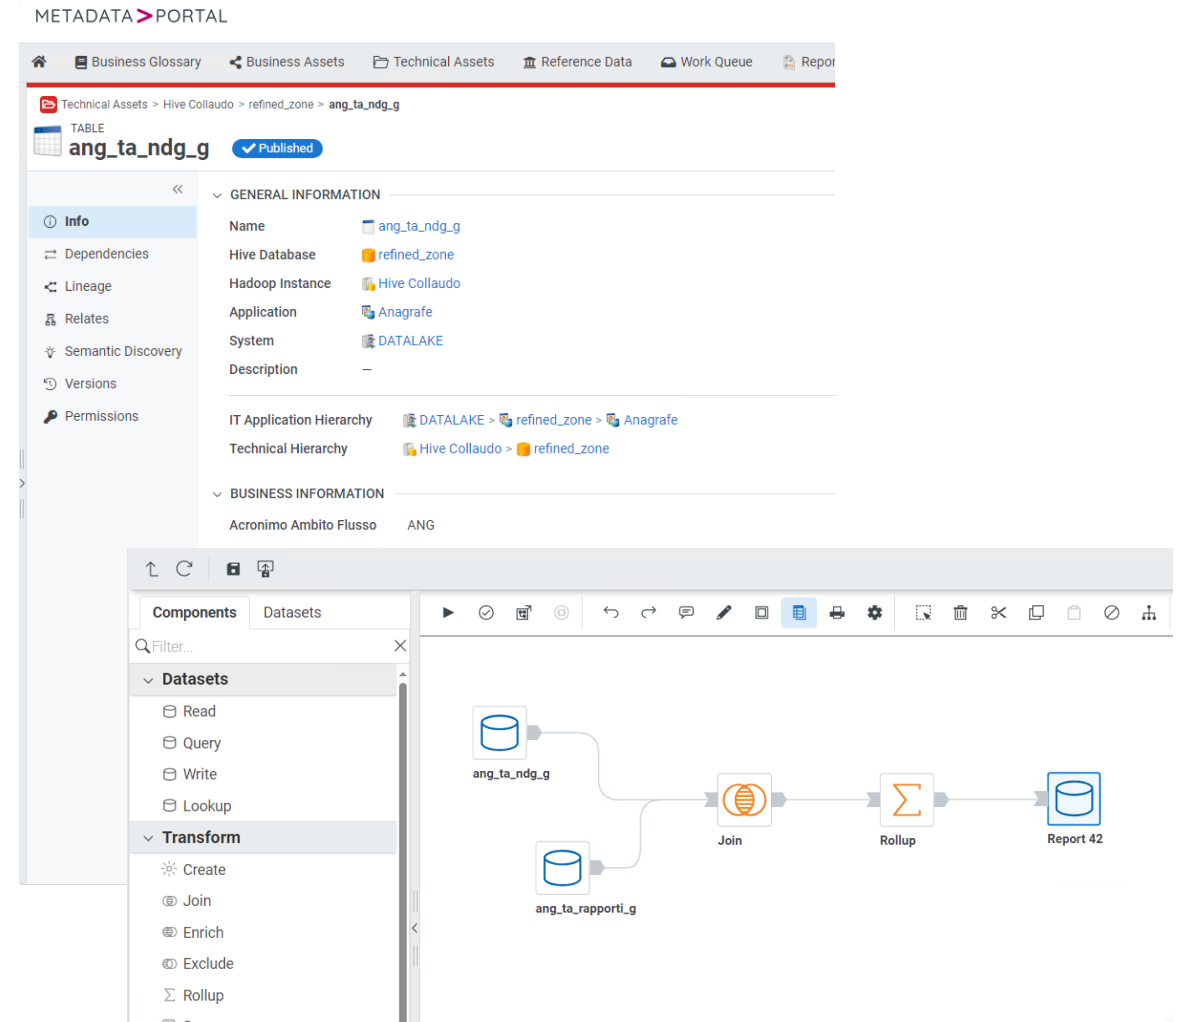 METADATA>PORTAL
Business Glossary Business Assets Technical Assets Reference Data Work Queue Repor
Technical Assets > Hive Collaudo > refined_zone > ang_ta_ndg_g
TABLE
ang_ta_ndg_g Published
GENERAL INFORMATION
Info
Name ang_ta_ndg_g
Dependencies
Hive Database refined_zone
Lineage
Hadoop Instance Hive Collaudo
Relates
Application Anagrafe
System DATALAKE
Semantic Discovery
Description —
Versions
Permissions
IT Application Hierarchy DATALAKE > refined_zone > Anagrafe
Technical Hierarchy Hive Collaudo > refined_zone
BUSINESS INFORMATION
Acronimo Ambito Flusso ANG
Components Datasets
Filter...
Datasets
Read
Query
Write
Lookup
Transform
Create
Join
Enrich
Exclude
Rollup
ang_ta_ndg_g
Join
Rollup
Report 42
ang_ta_rapporti_g